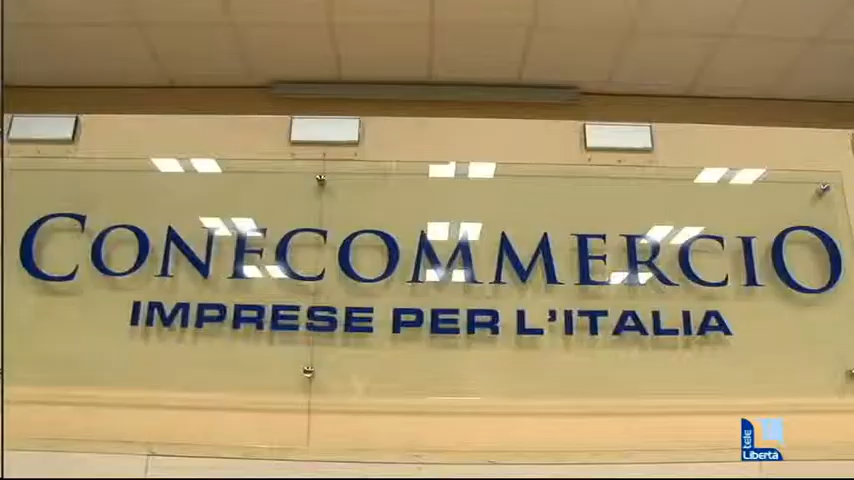 CONFCOMMERCIO
IMPRESE PER L'ITALIA
tele
Libertà